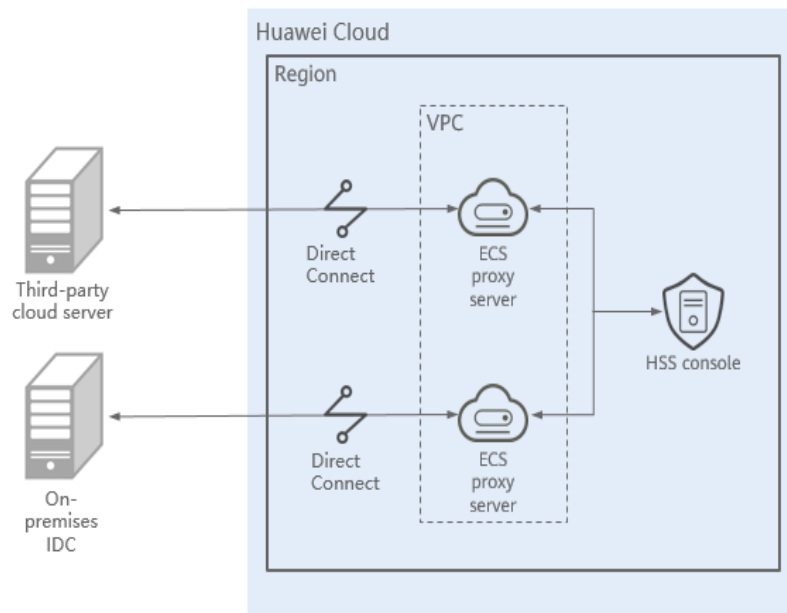 Huawei Cloud
Region
VPC
Third-party
cloud server
Direct
Connect
ECS
proxy
server
HSS console
On-
premises
IDC
Direct
Connect
ECS
proxy
server